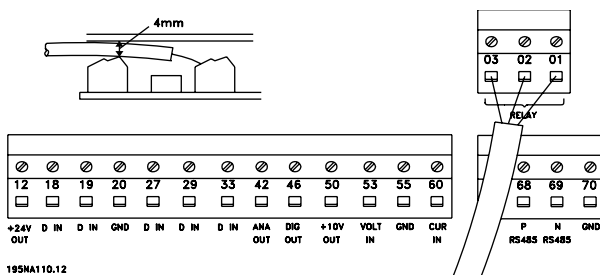 4mm
03 02 01
RELAY
12 18 19 20 27 29 33 42 46 50 53 55 60
+24V OUT D IN D IN GND D IN D IN D IN ANA OUT DIG OUT +10V OUT VOLT IN GND CUR IN
68 69 70
P RS485 N RS485 GND
195NA110.12